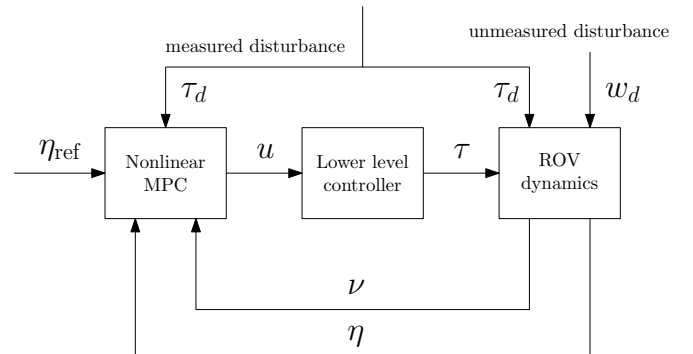 measured disturbance
unmeasured disturbance
τ_d
τ_d
w_d
η_ref
Nonlinear
MPC
u
Lower level
controller
τ
ROV
dynamics
ν
η